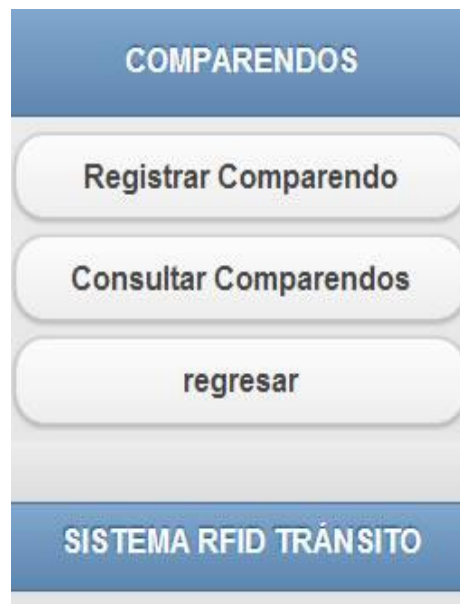 COMPARENDOS
Registrar Comparendo
Consultar Comparendos
regresar
SISTEMA RFID TRÁNSITO